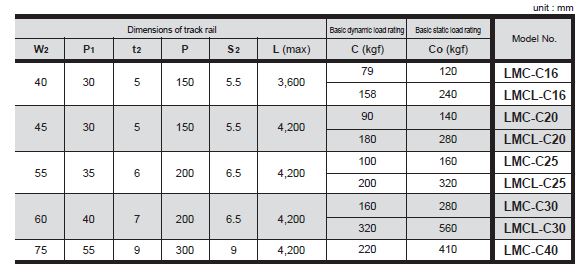 unit : mm
Dimensions of track rail Basic dynamic load rating Basic static load rating Model No.
W2 P1 t2 P S2 L (max) C (kgf) Co (kgf)
40 30 5 150 5.5 3,600 79 120 LMC-C16
158 240 LMCL-C16
45 30 5 150 5.5 4,200 90 140 LMC-C20
180 280 LMCL-C20
55 35 6 200 6.5 4,200 100 160 LMC-C25
200 320 LMCL-C25
60 40 7 200 6.5 4,200 160 280 LMC-C30
320 560 LMCL-C30
75 55 9 300 9 4,200 220 410 LMC-C40